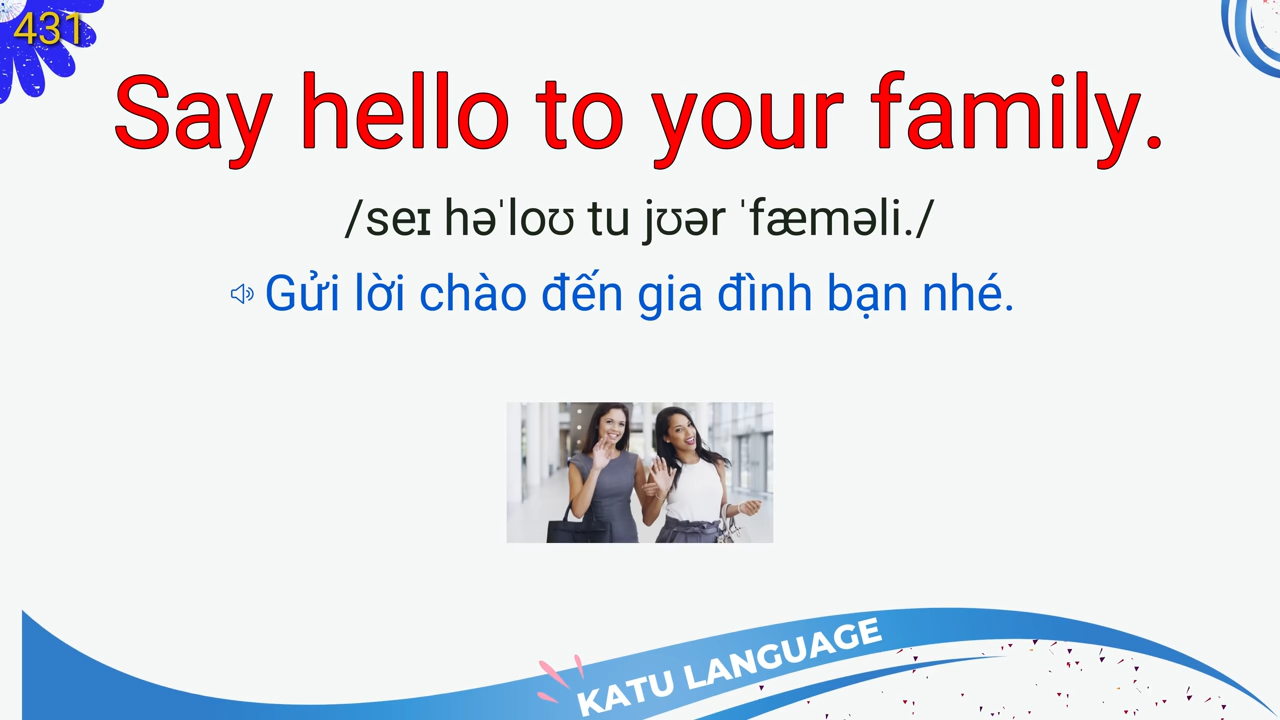 431
Say hello to your family.
/seɪ həˈloʊ tu jʊər ˈfæməli./
Gửi lời chào đến gia đình bạn nhé.
KATU LANGUAGE